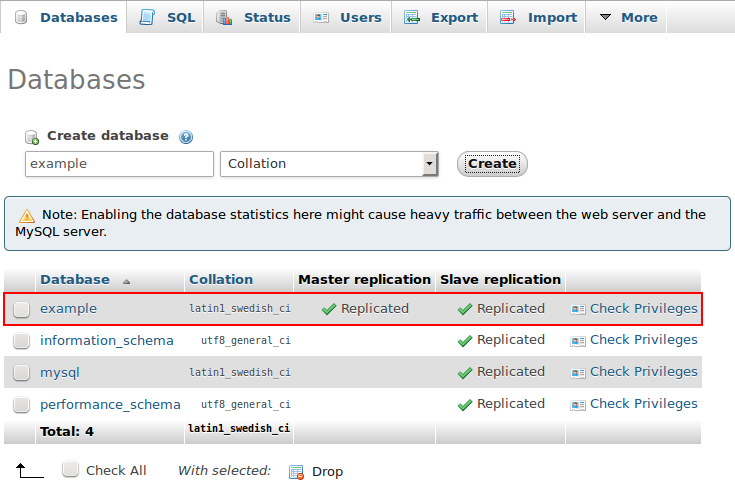 Databases SQL Status Users Export Import More
Databases
Create database
example Collation Create
Note: Enabling the database statistics here might cause heavy traffic between the web server and the
MySQL server.
Database Collation Master replication Slave replication
example latin1_swedish_ci Replicated Replicated Check Privileges
information_schema utf8_general_ci Replicated Check Privileges
mysql latin1_swedish_ci Replicated Check Privileges
performance_schema utf8_general_ci Replicated Check Privileges
Total: 4 latin1_swedish_ci
Check All With selected: Drop